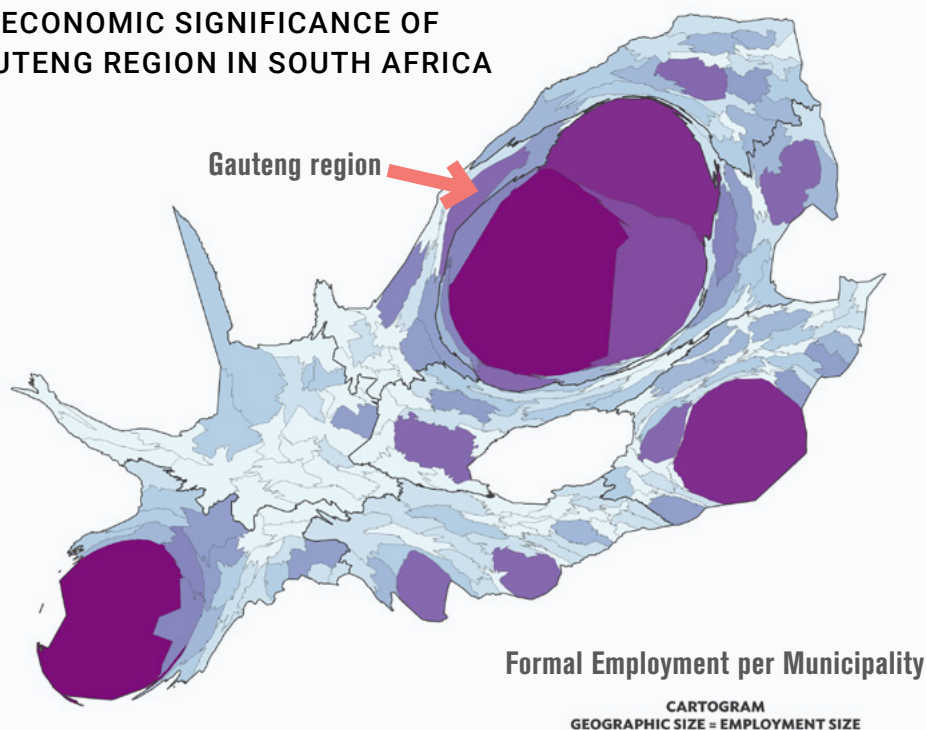 ECONOMIC SIGNIFICANCE OF
UTENG REGION IN SOUTH AFRICA
Gauteng region
Formal Employment per Municipality
CARTOGRAM
GEOGRAPHIC SIZE = EMPLOYMENT SIZE